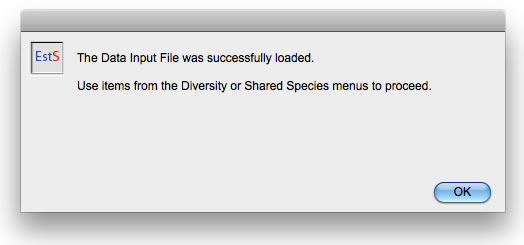 EstS
The Data Input File was successfully loaded.
Use items from the Diversity or Shared Species menus to proceed.
OK